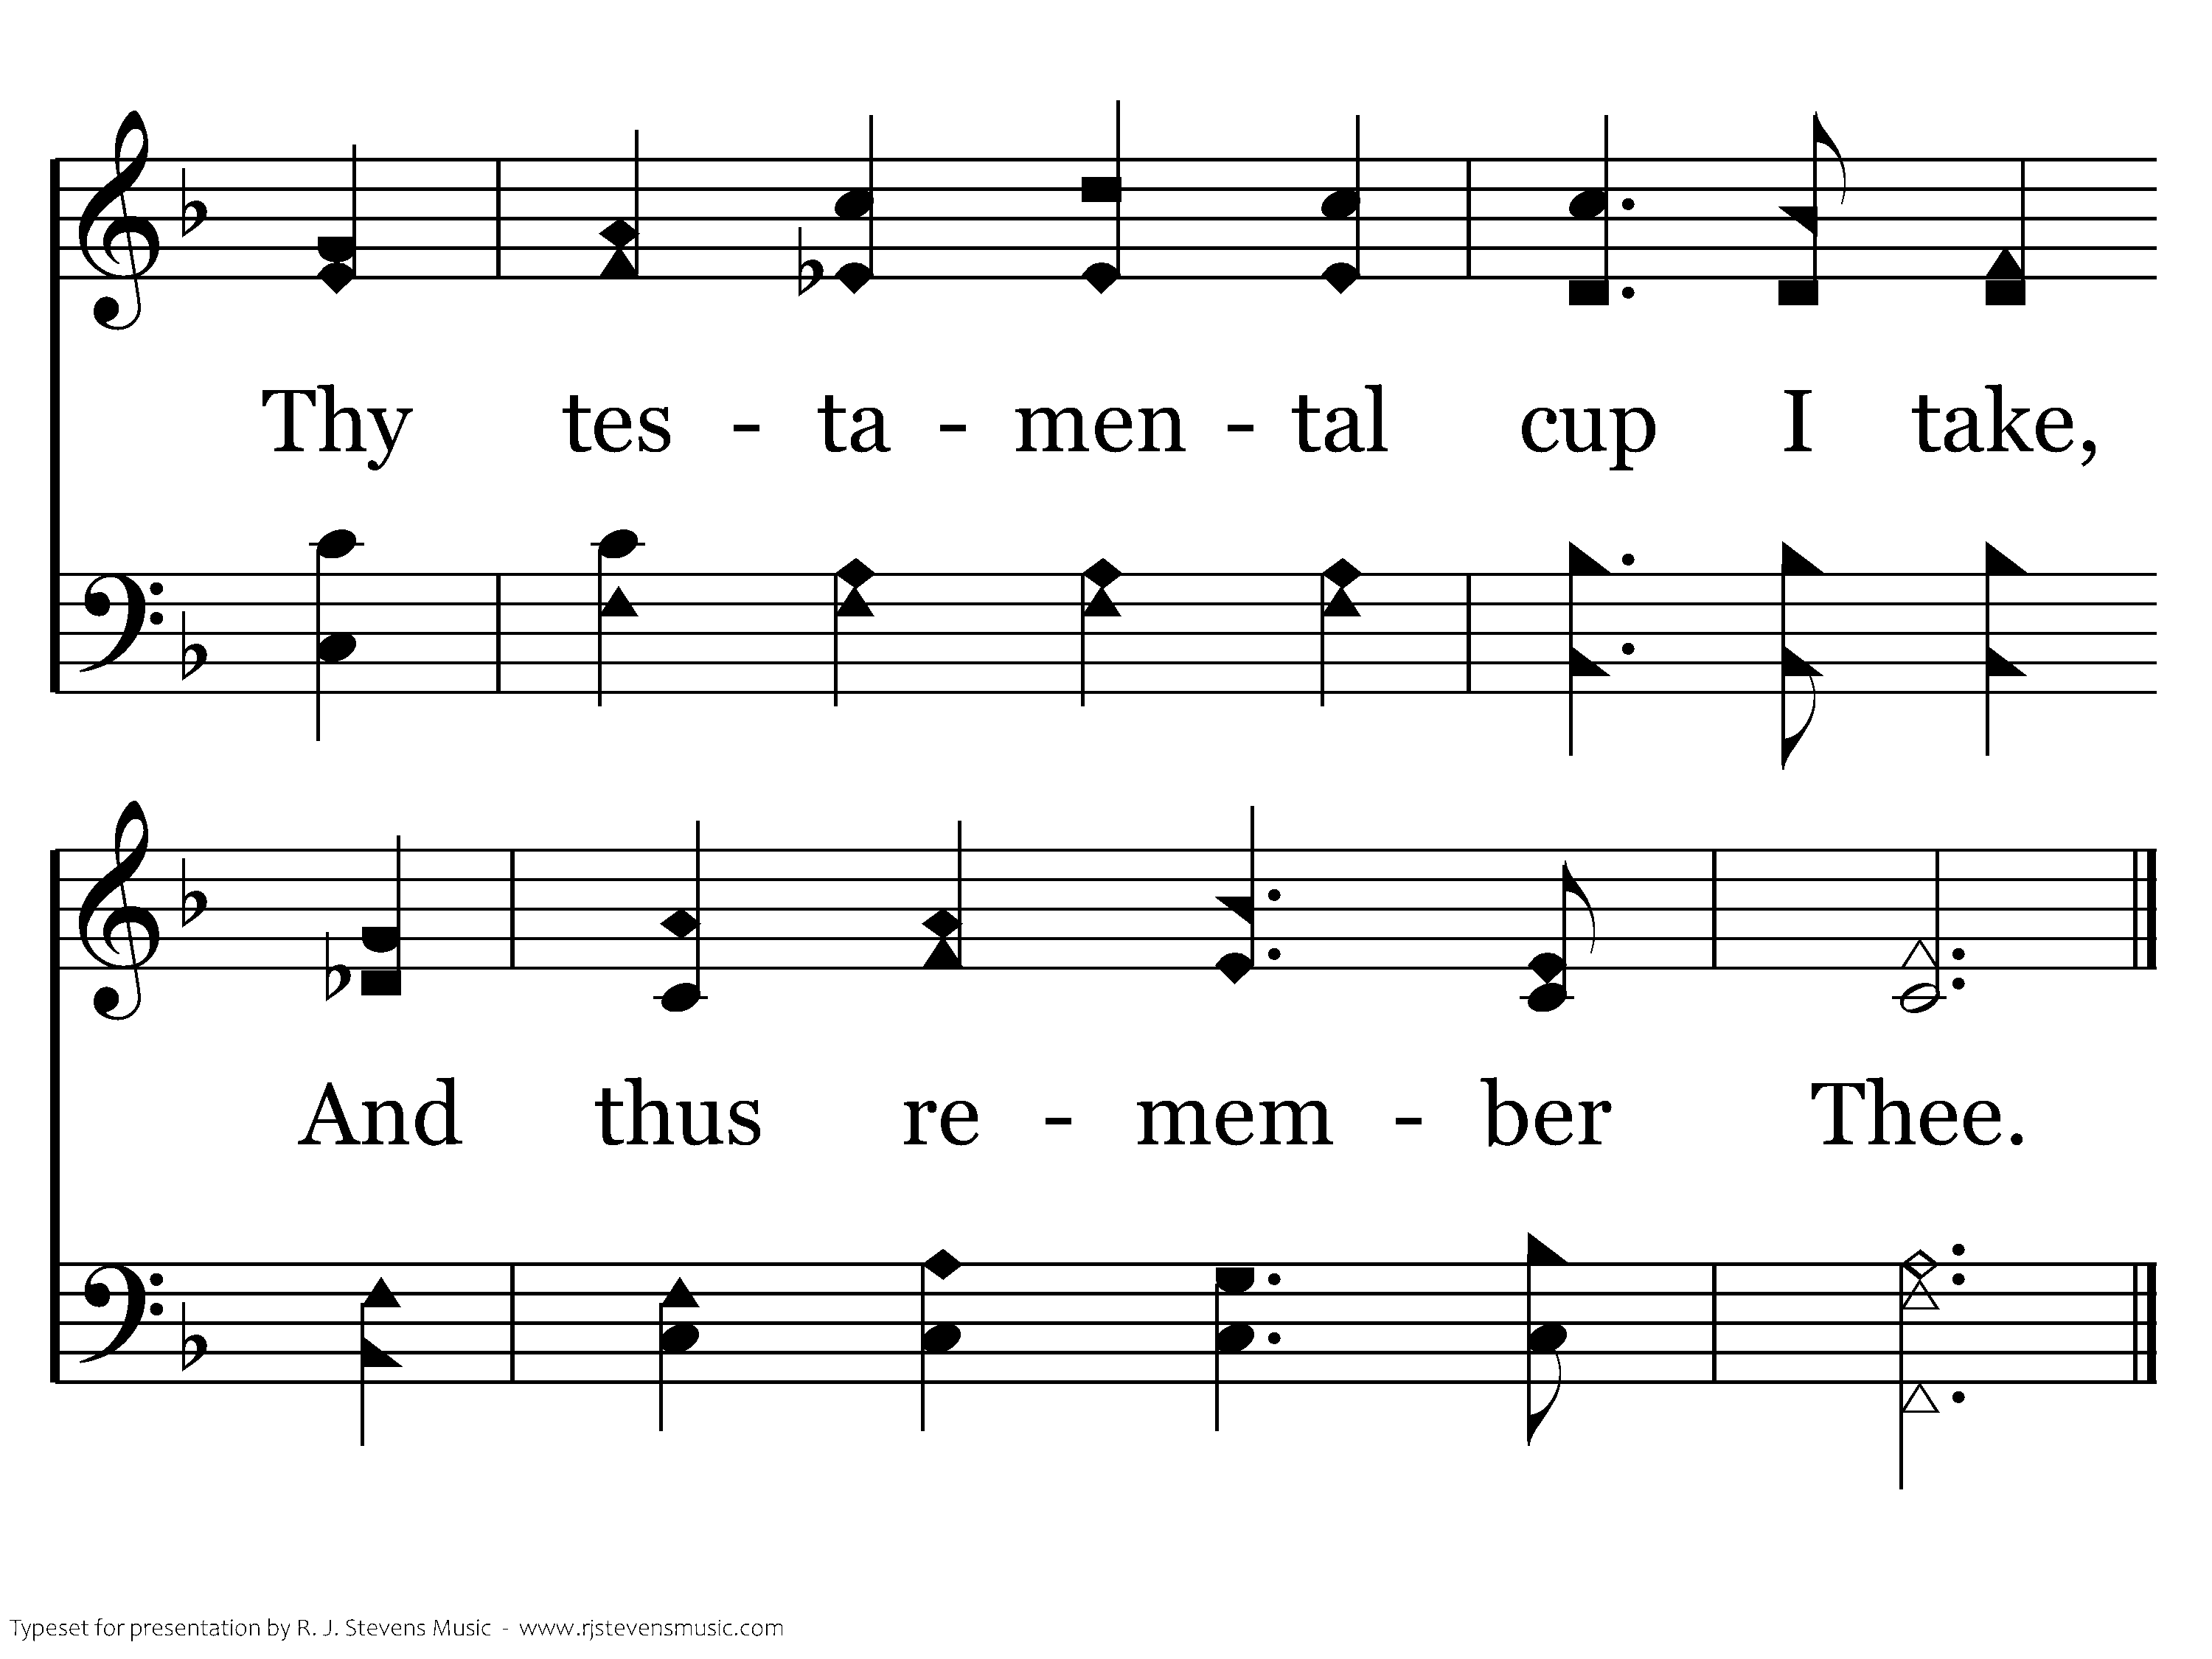 Thy tes - ta - men - tal cup I take,
And thus re - mem - ber Thee.
Typeset for presentation by R. J. Stevens Music - www.rjstevensmusic.com